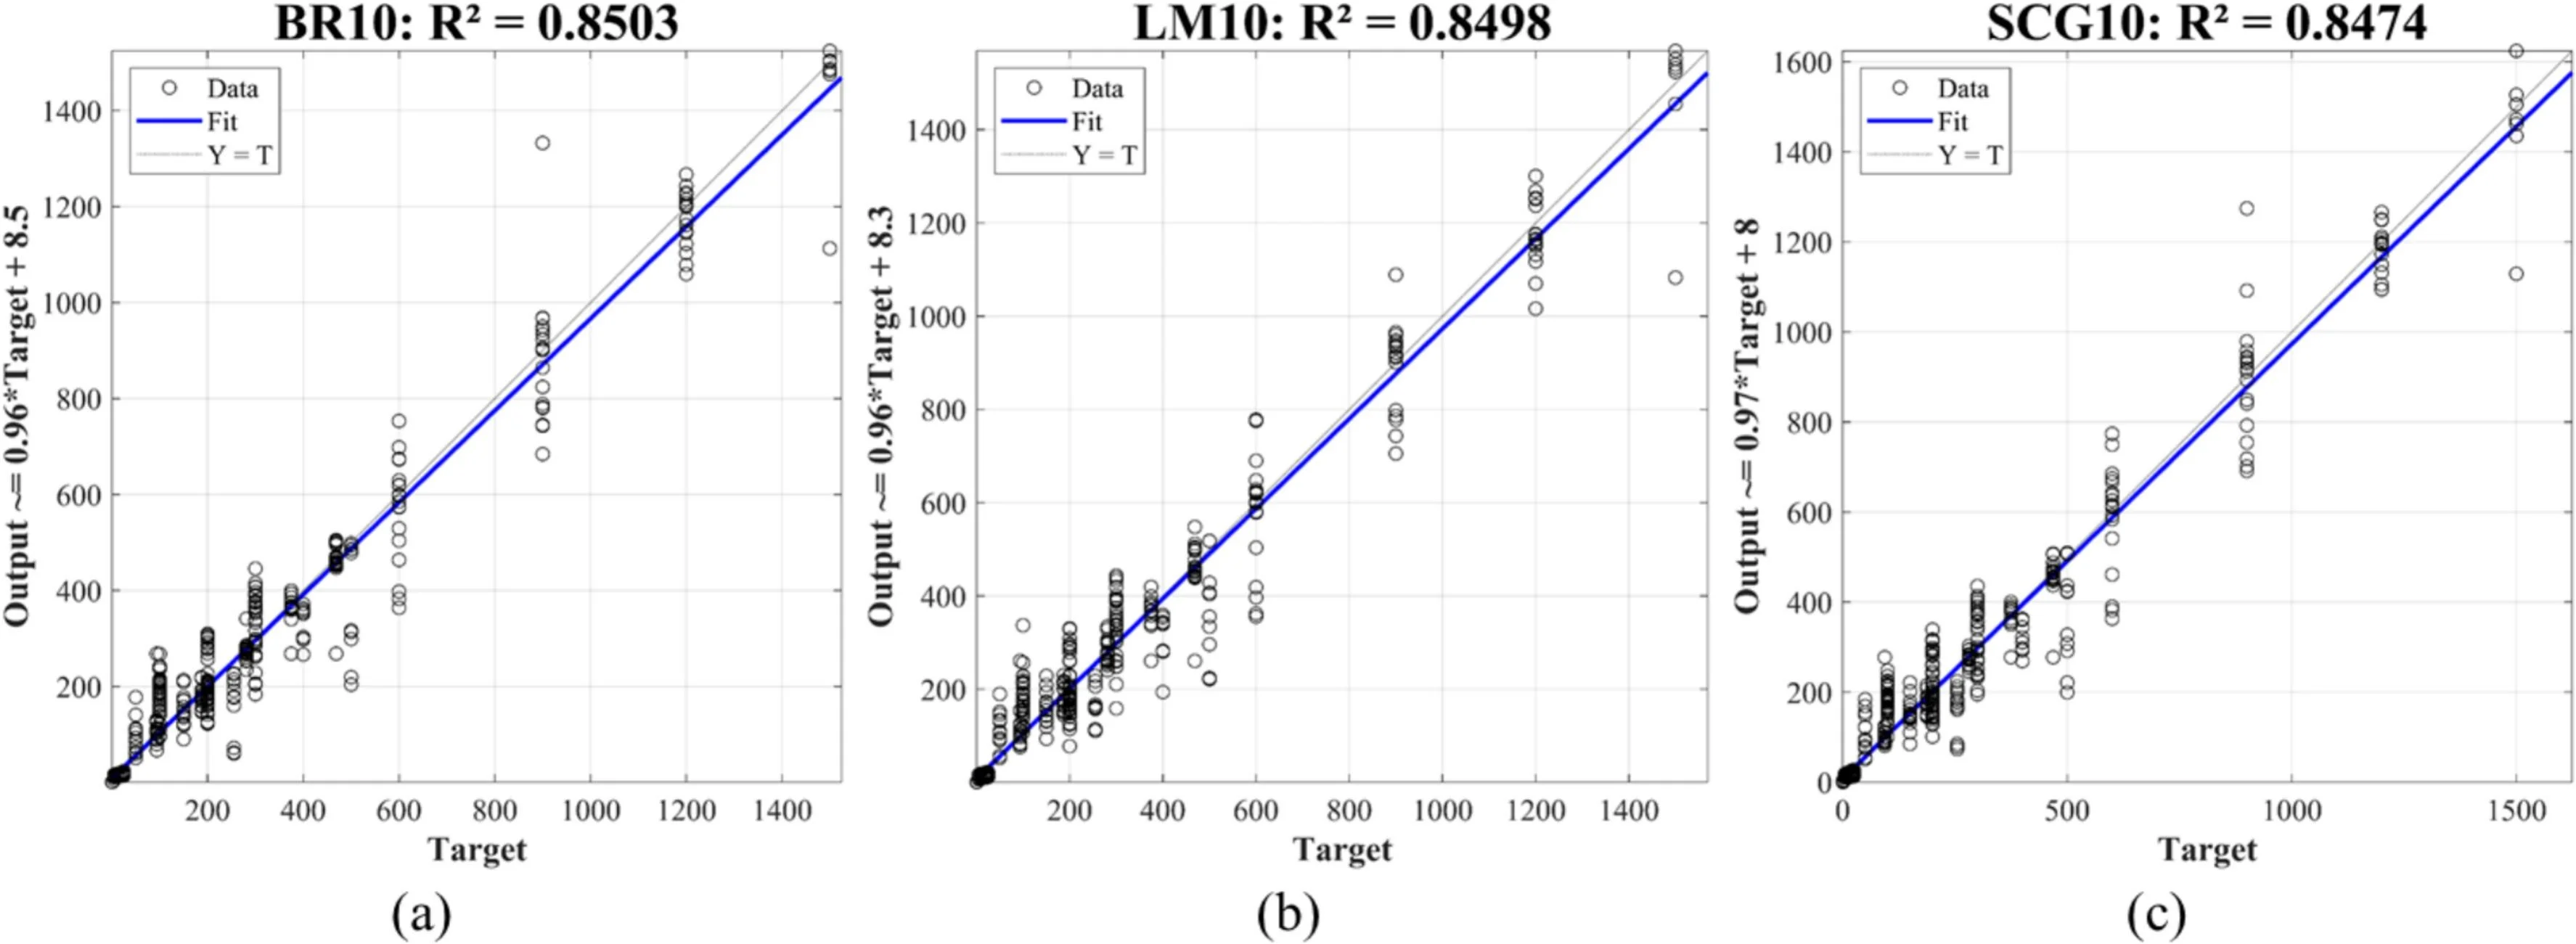 BR10: R² = 0.8503
Data
Fit
Y = T
Output ~= 0.96*Target + 8.5
1400
1200
1000
800
600
400
200
200 400 600 800 1000 1200 1400
Target
(a)
LM10: R² = 0.8498
Data
Fit
Y = T
Output ~= 0.96*Target + 8.3
1400
1200
1000
800
600
400
200
200 400 600 800 1000 1200 1400
Target
(b)
SCG10: R² = 0.8474
Data
Fit
Y = T
Output ~= 0.97*Target + 8
1600
1400
1200
1000
800
600
400
200
0
0 500 1000 1500
Target
(c)